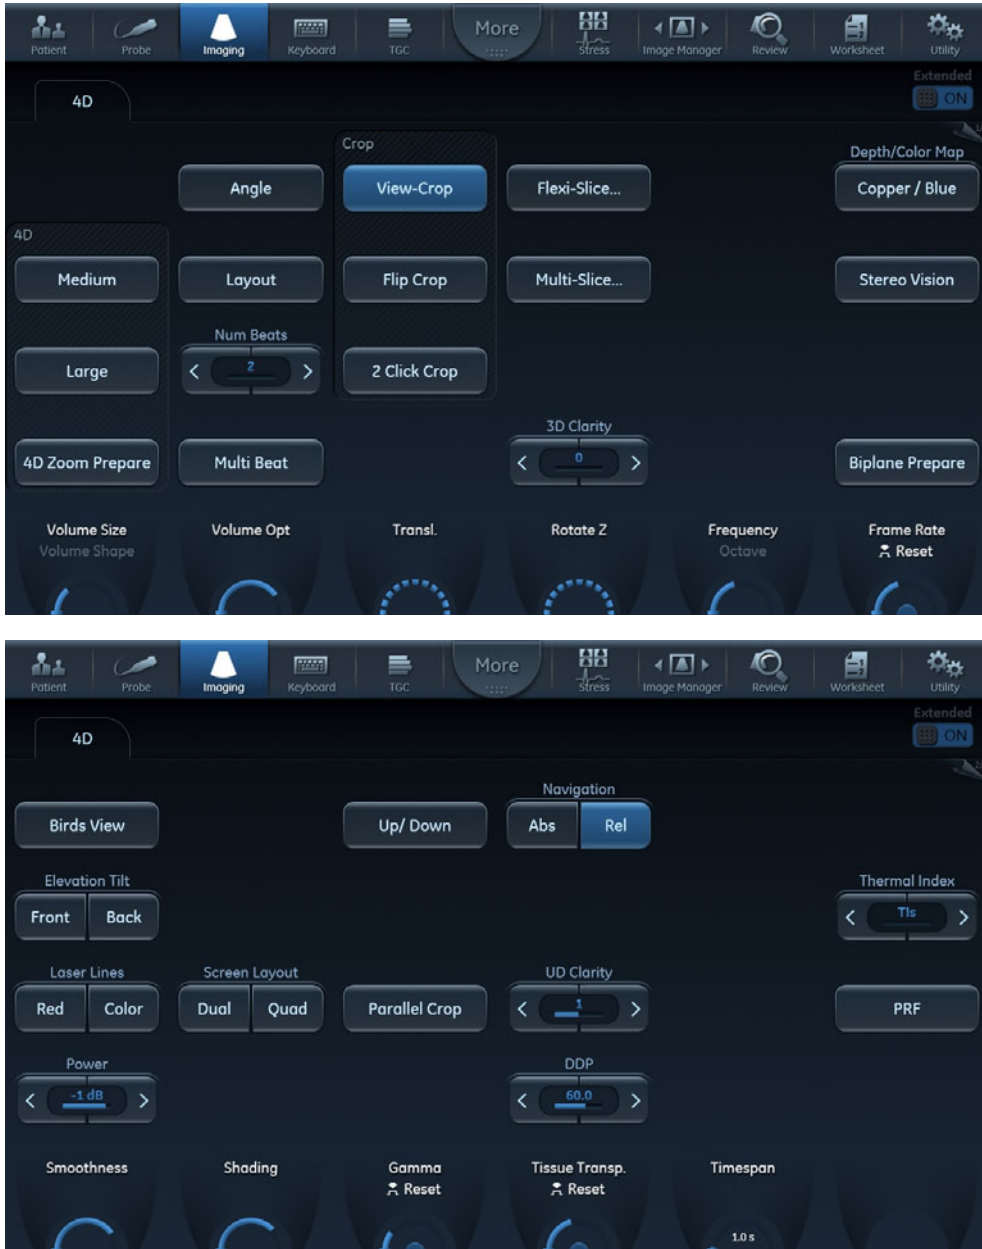 Patient Probe Imaging Keyboard TGC More Stress Image Manager Review Worksheet Utility
Extended
4D ON
Crop
Depth/Color Map
Angle View-Crop Flexi-Slice... Copper / Blue
4D
Medium Layout Flip Crop Multi-Slice... Stereo Vision
Num Beats
Large < 2 > 2 Click Crop
3D Clarity
4D Zoom Prepare Multi Beat < 0 > Biplane Prepare
Volume Size Volume Opt Transl. Rotate Z Frequency Frame Rate
Volume Shape Octave Reset
Patient Probe Imaging Keyboard TGC More Stress Image Manager Review Worksheet Utility
Extended
4D ON
Navigation
Birds View Up/ Down Abs Rel
Elevation Tilt Thermal Index
Front Back < TIs >
Laser Lines Screen Layout UD Clarity
Red Color Dual Quad Parallel Crop < 1 > PRF
Power DDP
< -1 dB > < 60.0 >
Smoothness Shading Gamma Tissue Transp. Timespan
Reset Reset
1.0 s